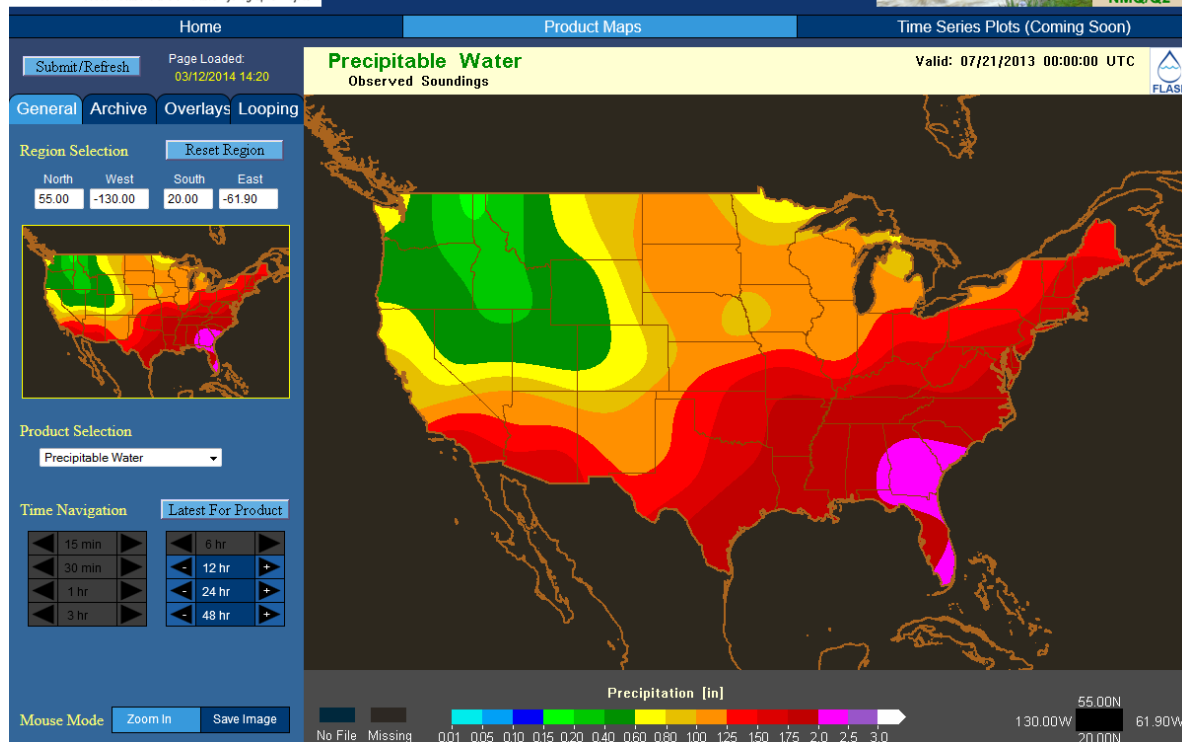 NMQ/Q2
Home
Product Maps
Time Series Plots (Coming Soon)
Submit/Refresh
Page Loaded:
03/12/2014 14:20
General Archive Overlays Looping
Region Selection
Reset Region
North West South East
55.00 -130.00 20.00 -61.90
Product Selection
Precipitable Water
Time Navigation
Latest For Product
15 min 6 hr
30 min - 12 hr +
1 hr - 24 hr +
3 hr - 48 hr +
Mouse Mode Zoom In Save Image
Precipitable Water
Observed Soundings
Valid: 07/21/2013 00:00:00 UTC
FLASH
Precipitation [in]
No File Missing 0.01 0.05 0.10 0.15 0.20 0.40 0.60 0.80 1.00 1.25 1.50 1.75 2.0 2.5 3.0
55.00N
130.00W 61.90W
20.00N